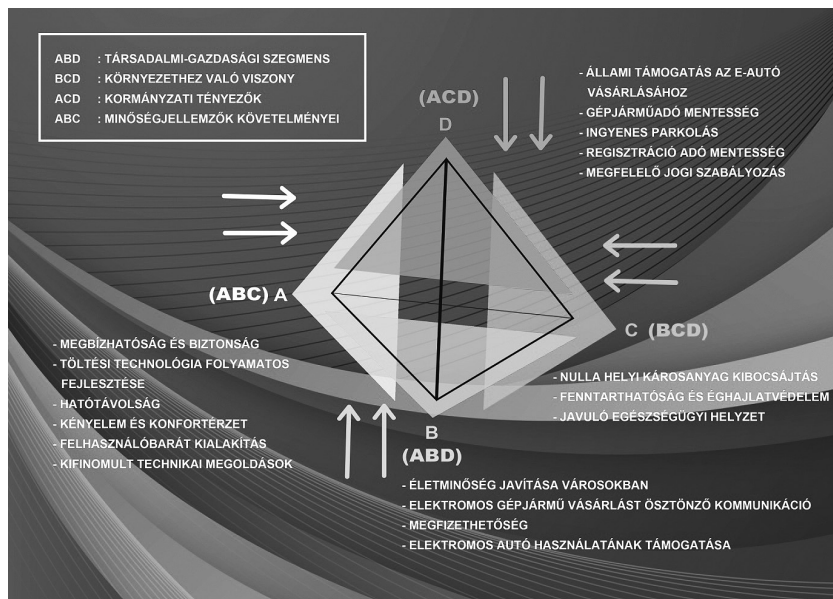 ABD : TÁRSADALMI-GAZDASÁGI SZEGMENS
BCD : KÖRNYEZETHEZ VALÓ VISZONY
ACD : KORMÁNYZATI TÉNYEZŐK
ABC : MINŐSÉGJELLEMZŐK KÖVETELMÉNYEI
(ACD)
D
- ÁLLAMI TÁMOGATÁS AZ E-AUTÓ
VÁSÁRLÁSÁHOZ
- GÉPJÁRMŰADÓ MENTESSÉG
- INGYENES PARKOLÁS
- REGISZTRÁCIÓ ADÓ MENTESSÉG
- MEGFELELŐ JOGI SZABÁLYOZÁS
(ABC) A
C (BCD)
- MEGBÍZHATÓSÁG ÉS BIZTONSÁG
- TÖLTÉSI TECHNOLÓGIA FOLYAMATOS
FEJLESZTÉSE
- HATÓTÁVOLSÁG
- KÉNYELEM ÉS KONFORTÉRZET
- FELHASZNÁLÓBARÁT KIALAKÍTÁS
- KIFINOMULT TECHNIKAI MEGOLDÁSOK
- NULLA HELYI KÁROSANYAG KIBOCSÁJTÁS
- FENNTARTHATÓSÁG ÉS ÉGHAJLATVÉDELEM
- JAVULÓ EGÉSZSÉGÜGYI HELYZET
B
(ABD)
- ÉLETMINŐSÉG JAVÍTÁSA VÁROSOKBAN
- ELEKTROMOS GÉPJÁRMŰ VÁSÁRLÁST ÖSZTÖNZŐ KOMMUNIKÁCIÓ
- MEGFIZETHETŐSÉG
- ELEKTROMOS AUTÓ HASZNÁLATÁNAK TÁMOGATÁSA